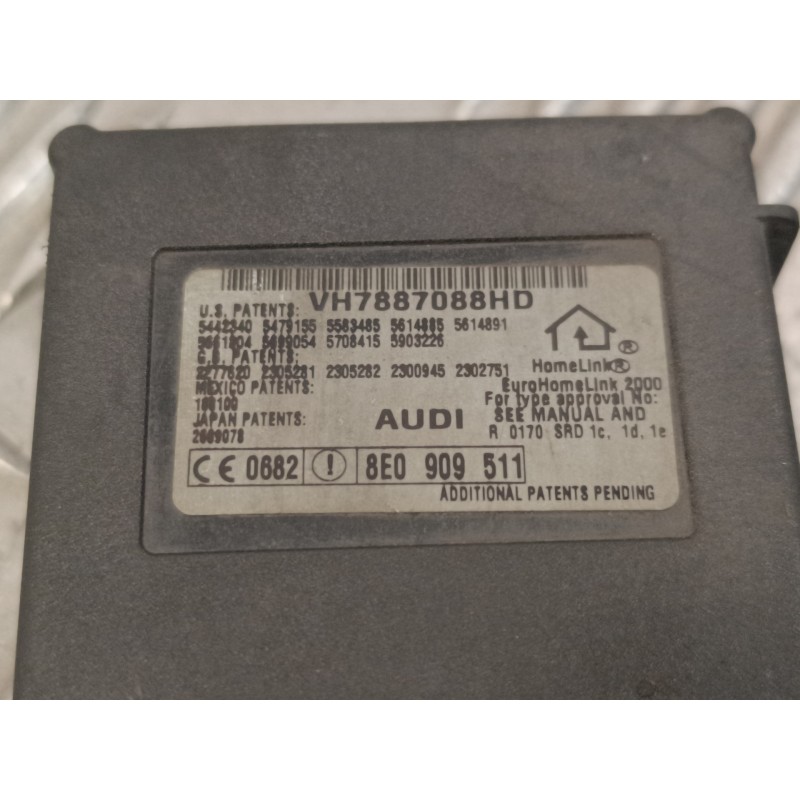 VH7887088HD
U.S. PATENTS:
5442340 5479155 5583485 5614885 5614891
5661804 5699054 5708415 5903226
G.B. PATENTS:
2277620 2305281 2305282 2300945 2302751
MEXICO PATENTS:
JAPAN PATENTS:
AUDI
HomeLink®
EuroHomeLink 2000
For type approval No:
SEE MANUAL AND
R 0170 SRD 1c, 1d, 1e
CE 0682 ! 8E0 909 511
ADDITIONAL PATENTS PENDING